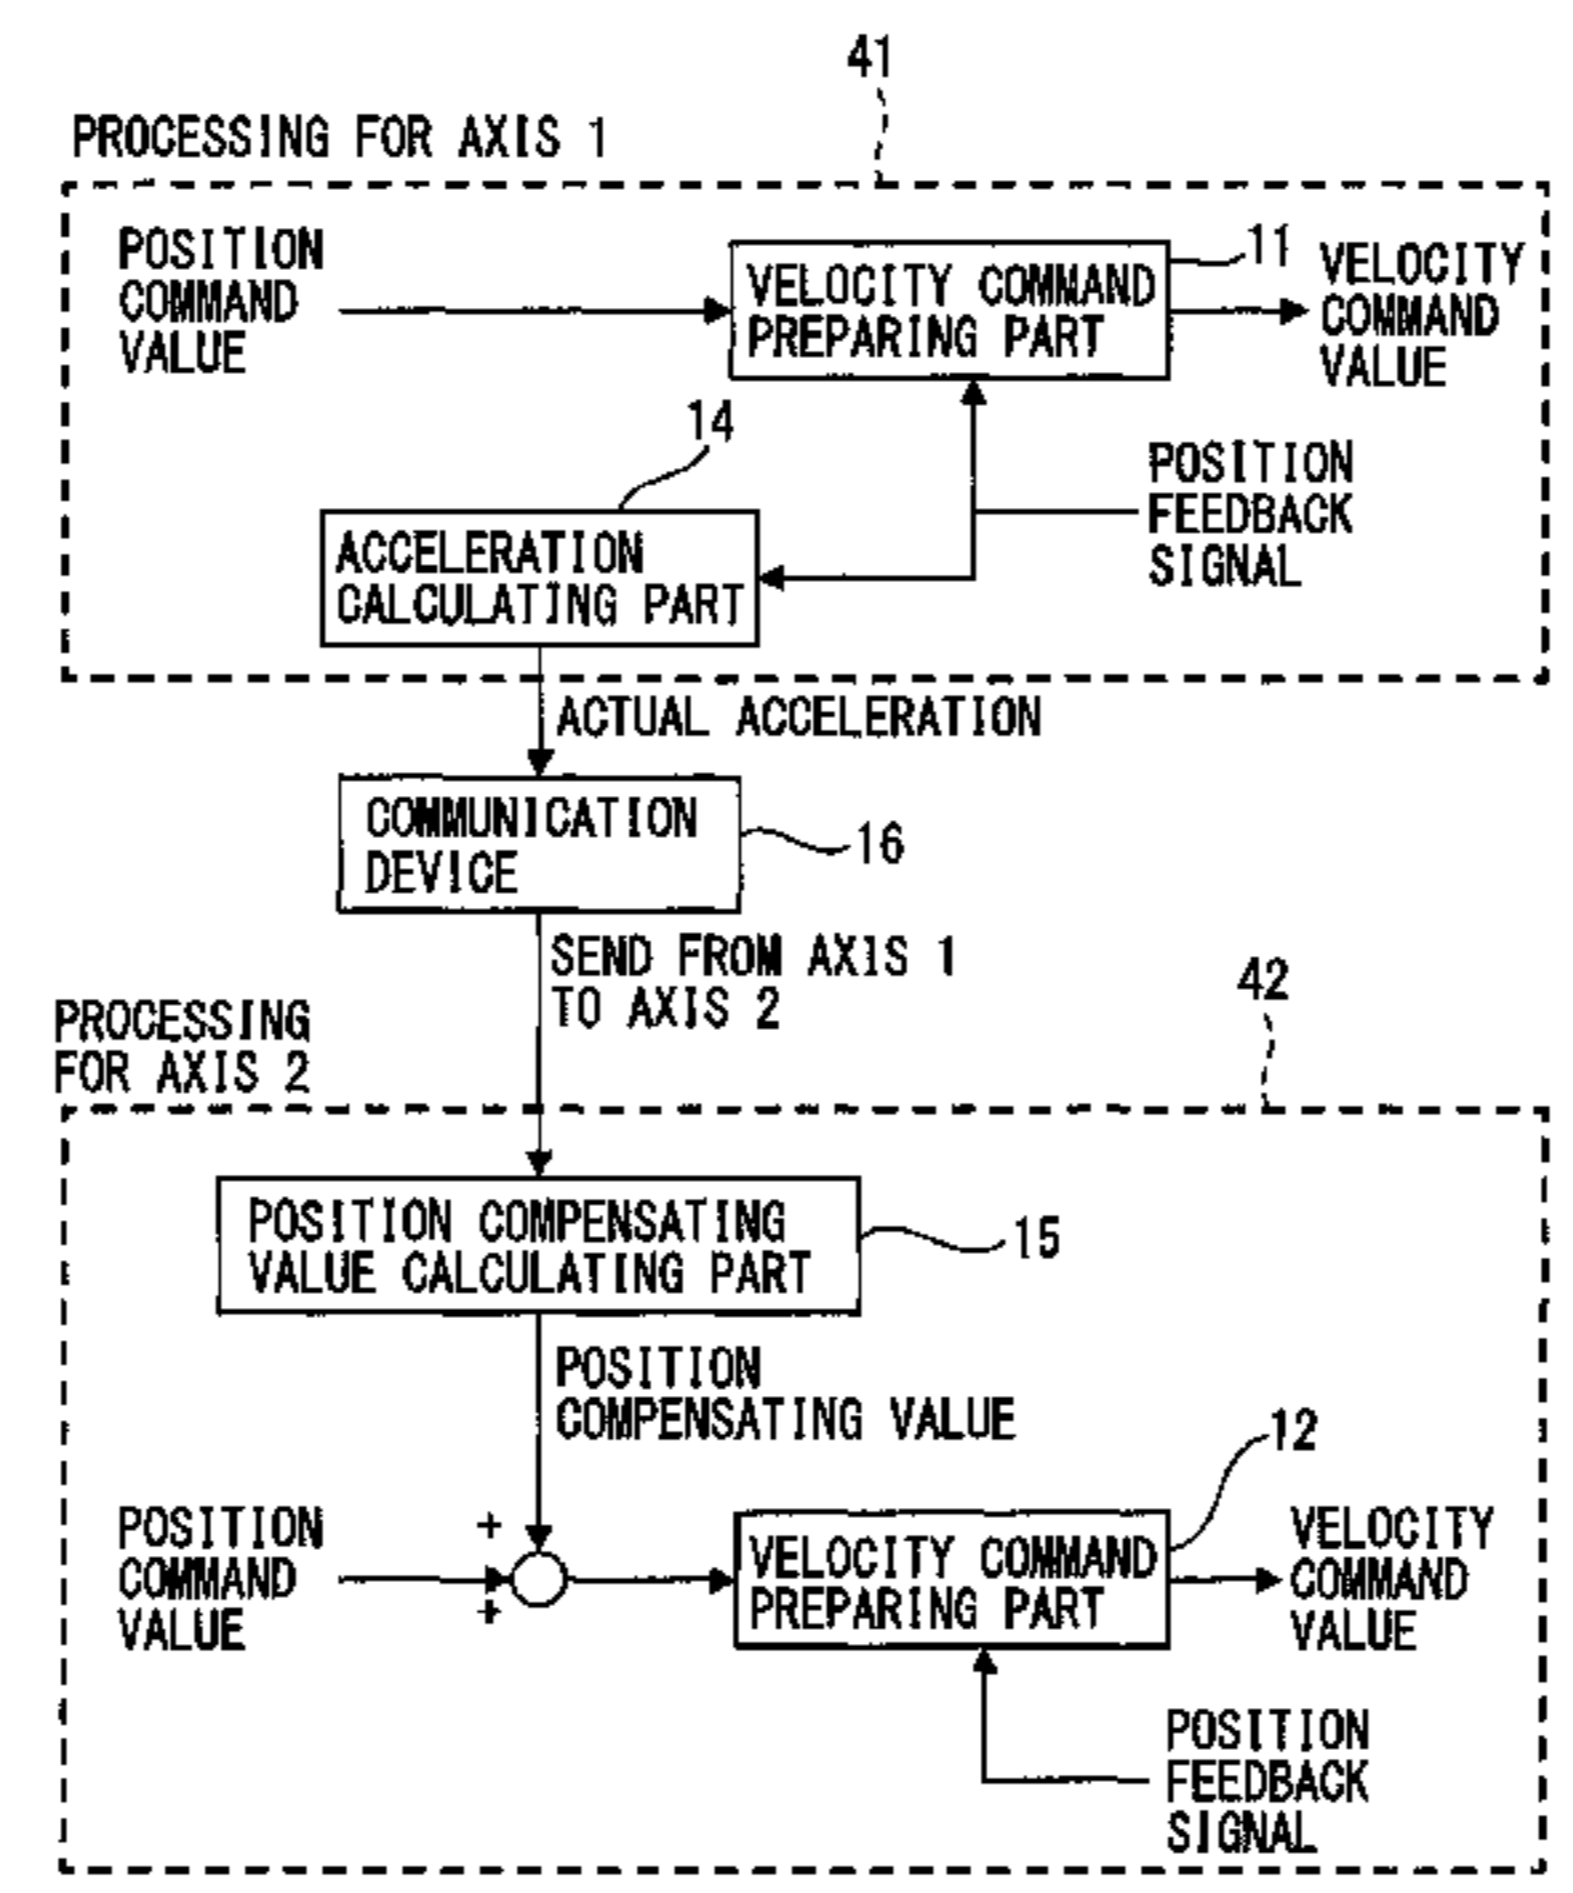 41
PROCESSING FOR AXIS 1
POSITION
COMMAND
VALUE
VELOCITY COMMAND
PREPARING PART
11
VELOCITY
COMMAND
VALUE
14
POSITION
FEEDBACK
SIGNAL
ACCELERATION
CALCULATING PART
ACTUAL ACCELERATION
COMMUNICATION
DEVICE
16
SEND FROM AXIS 1
TO AXIS 2
42
PROCESSING
FOR AXIS 2
POSITION COMPENSATING
VALUE CALCULATING PART
15
POSITION
COMPENSATING VALUE
12
POSITION
COMMAND
VALUE
+
+
VELOCITY COMMAND
PREPARING PART
VELOCITY
COMMAND
VALUE
POSITION
FEEDBACK
SIGNAL